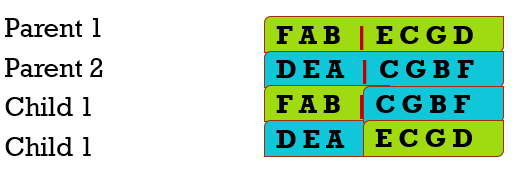 Parent 1 F A B | E C G D
Parent 2 D E A | C G B F
Child 1 F A B | C G B F
Child 1 D E A E C G D